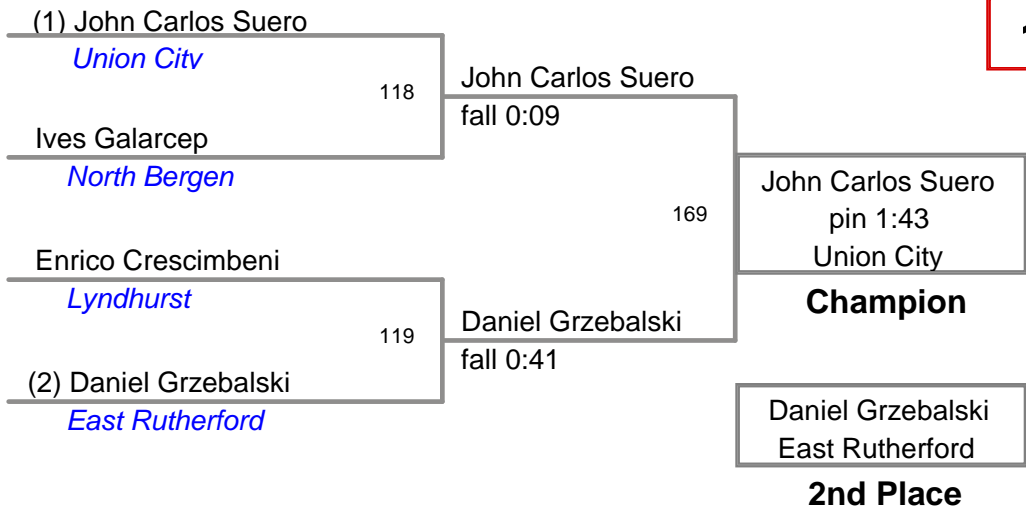 (1) John Carlos Suero
Union City
118
John Carlos Suero
fall 0:09
Ives Galarcep
North Bergen
169
John Carlos Suero
pin 1:43
Union City
Champion
Enrico Crescimbeni
Lyndhurst
119
Daniel Grzebalski
fall 0:41
(2) Daniel Grzebalski
East Rutherford
Daniel Grzebalski
East Rutherford
2nd Place